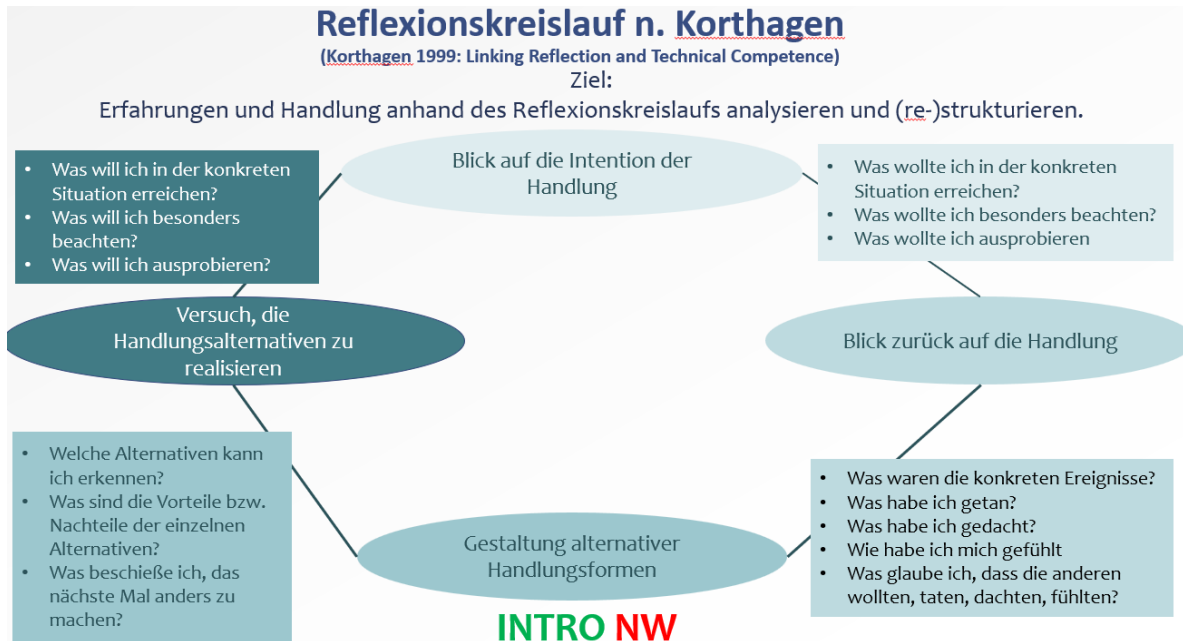 Reflexionskreislauf n. Korthagen
(Korthagen 1999: Linking Reflection and Technical Competence)
Ziel:
Erfahrungen und Handlung anhand des Reflexionskreislaufs analysieren und (re-)strukturieren.
Blick auf die Intention der
Handlung
• Was wollte ich in der konkreten
Situation erreichen?
• Was wollte ich besonders beachten?
• Was wollte ich ausprobieren
Blick zurück auf die Handlung
• Was waren die konkreten Ereignisse?
• Was habe ich getan?
• Was habe ich gedacht?
• Wie habe ich mich gefühlt
• Was glaube ich, dass die anderen
wollten, taten, dachten, fühlten?
Gestaltung alternativer
Handlungsformen
• Welche Alternativen kann
ich erkennen?
• Was sind die Vorteile bzw.
Nachteile der einzelnen
Alternativen?
• Was beschieße ich, das
nächste Mal anders zu
machen?
Versuch, die
Handlungsalternativen zu
realisieren
• Was will ich in der konkreten
Situation erreichen?
• Was will ich besonders
beachten?
• Was will ich ausprobieren?
INTRO NW